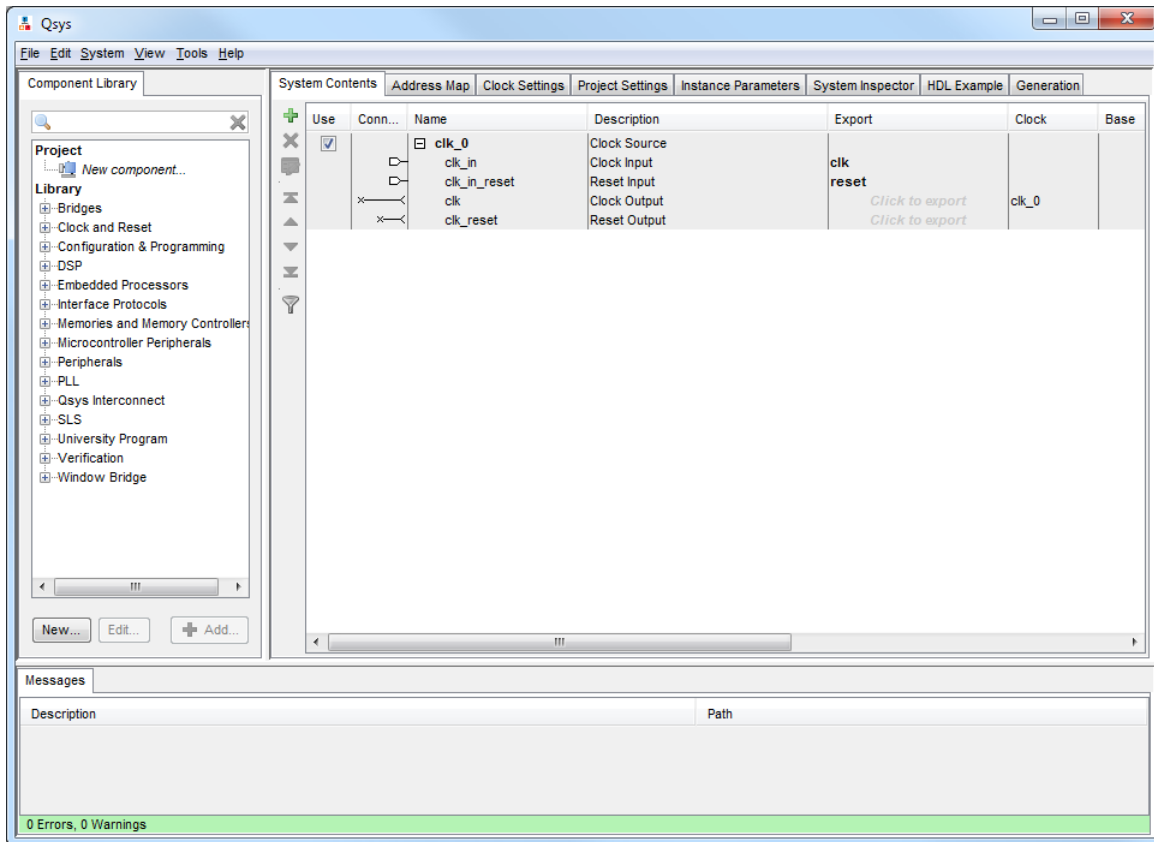 Qsys
File Edit System View Tools Help
Component Library
System Contents Address Map Clock Settings Project Settings Instance Parameters System Inspector HDL Example Generation
Use Conn... Name Description Export Clock Base
clk_0 Clock Source
clk_in Clock Input clk
clk_in_reset Reset Input reset
clk Clock Output Click to export clk_0
clk_reset Reset Output Click to export
Project
New component...
Library
Bridges
Clock and Reset
Configuration & Programming
DSP
Embedded Processors
Interface Protocols
Memories and Memory Controllers
Microcontroller Peripherals
Peripherals
PLL
Qsys Interconnect
SLS
University Program
Verification
Window Bridge
New... Edit... Add...
Messages
Description Path
0 Errors, 0 Warnings